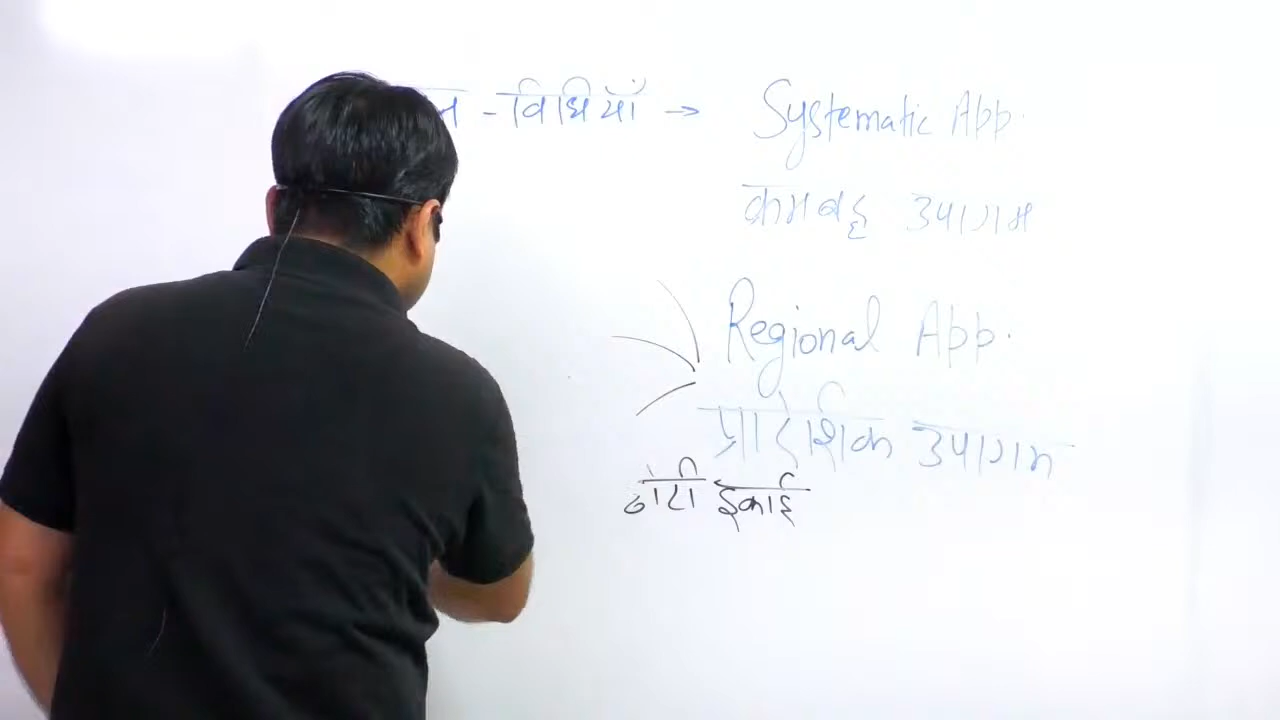 -विधियाँ → Systematic App.
क्रमबद्ध उपागम
Regional App.
प्रादेशिक उपागम
छोटी इकाई